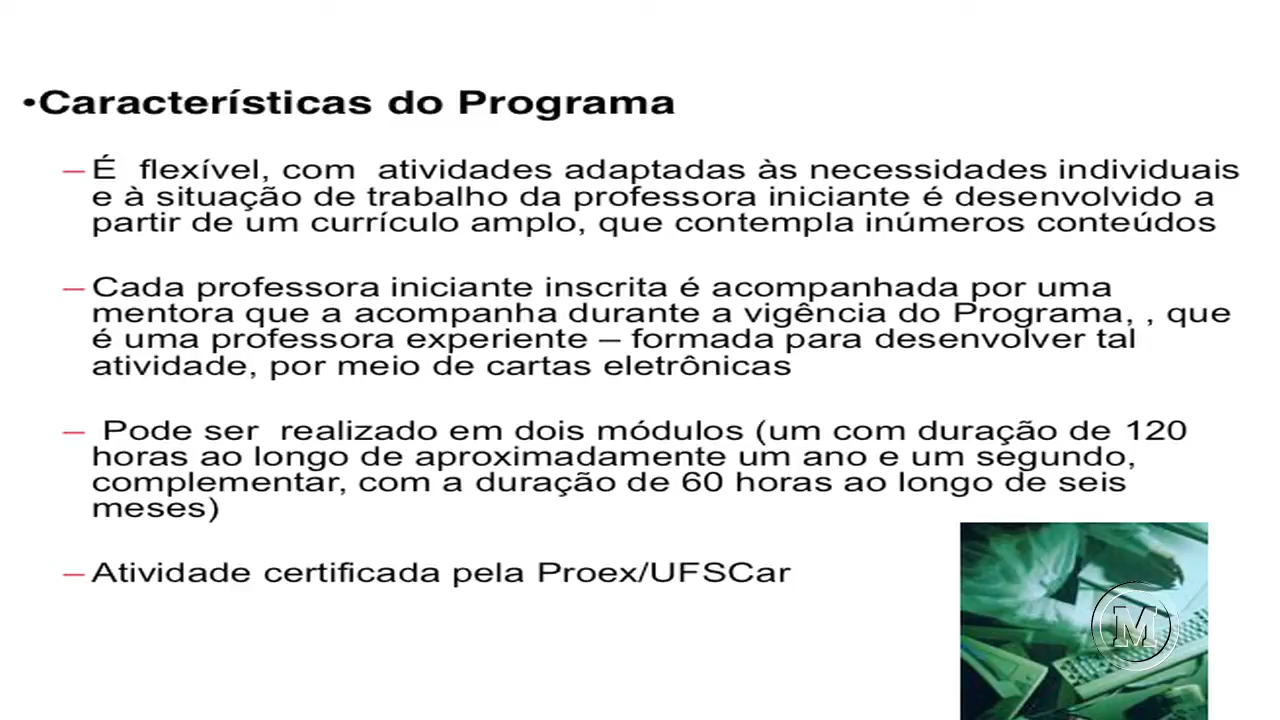 •Características do Programa
– É flexível, com atividades adaptadas às necessidades individuais
e à situação de trabalho da professora iniciante é desenvolvido a
partir de um currículo amplo, que contempla inúmeros conteúdos
– Cada professora iniciante inscrita é acompanhada por uma
mentora que a acompanha durante a vigência do Programa, , que
é uma professora experiente – formada para desenvolver tal
atividade, por meio de cartas eletrônicas
– Pode ser realizado em dois módulos (um com duração de 120
horas ao longo de aproximadamente um ano e um segundo,
complementar, com a duração de 60 horas ao longo de seis
meses)
– Atividade certificada pela Proex/UFSCar
M